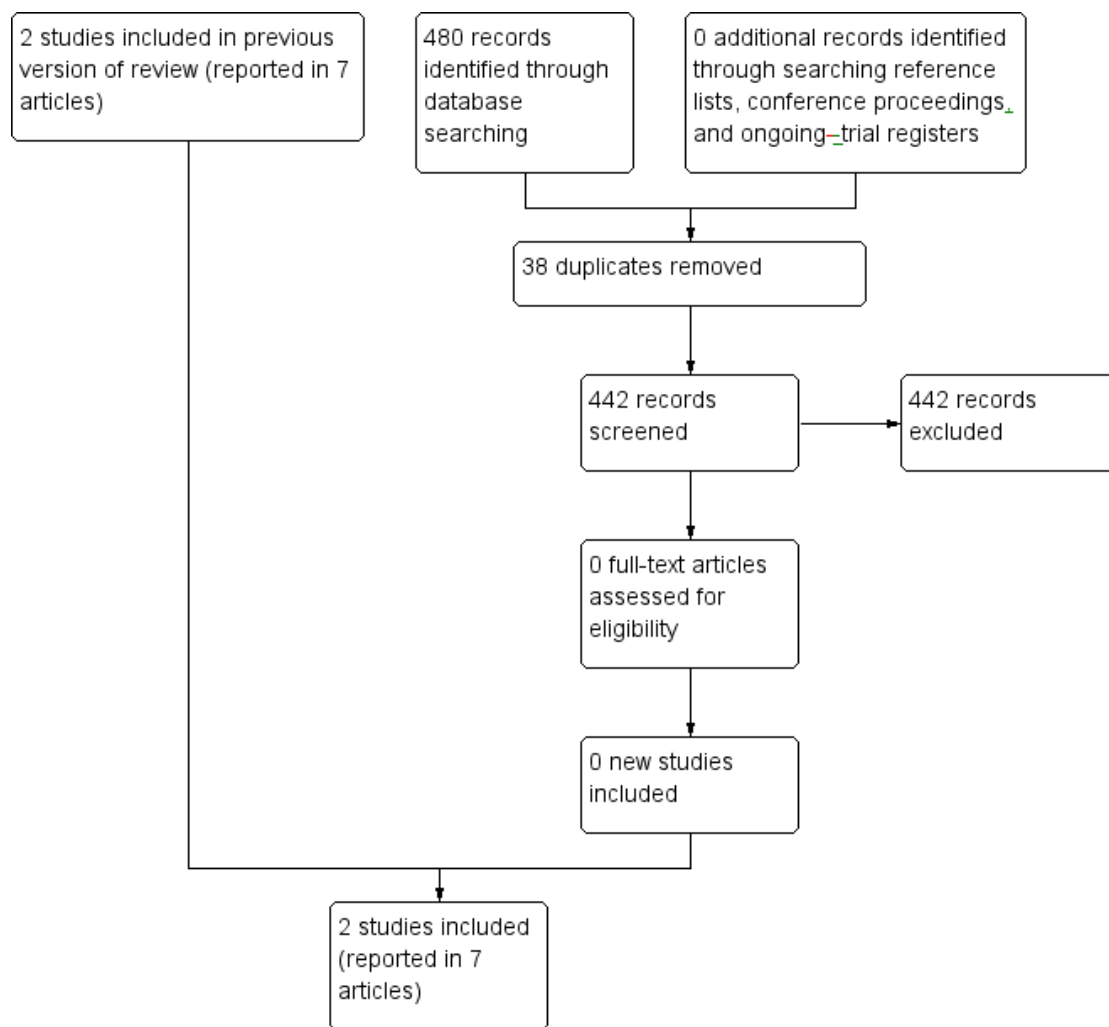 2 studies included in previous
version of review (reported in 7
articles)
480 records
identified through
database
searching
0 additional records identified
through searching reference
lists, conference proceedings,
and ongoing-_trial registers
38 duplicates removed
442 records
screened
442 records
excluded
0 full-text articles
assessed for
eligibility
0 new studies
included
2 studies included
(reported in 7
articles)